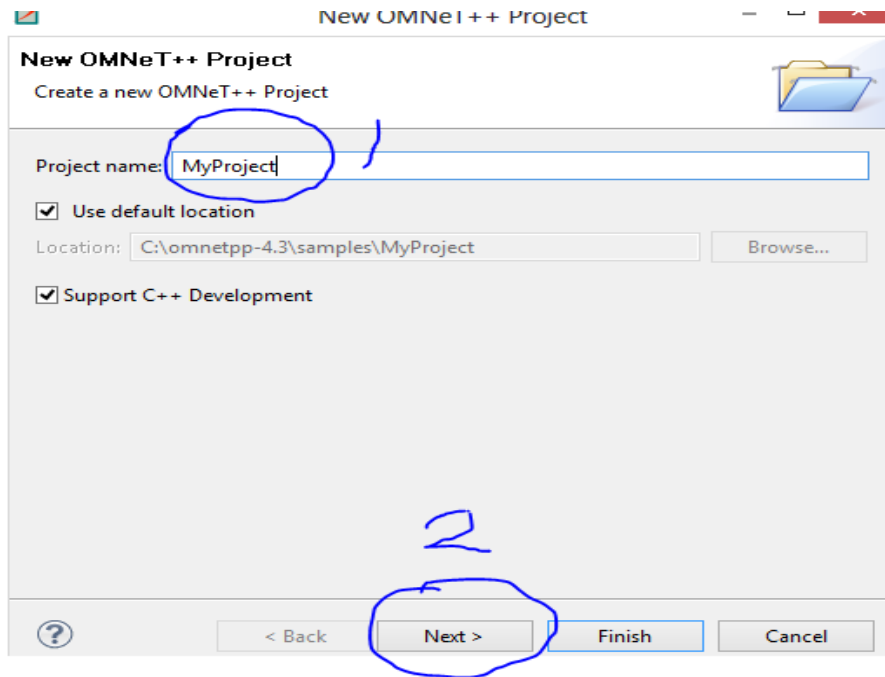 New OMNeT++ Project
New OMNeT++ Project
Create a new OMNeT++ Project
1
Project name: MyProject
Use default location
Location: C:\omnetpp-4.3\samples\MyProject Browse...
Support C++ Development
2
? < Back Next > Finish Cancel